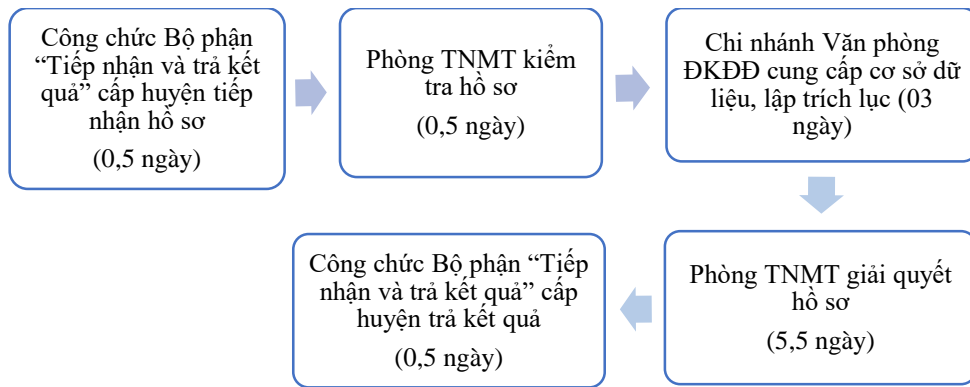 Công chức Bộ phận
“Tiếp nhận và trả kết
quả” cấp huyện tiếp
nhận hồ sơ
(0,5 ngày)
Phòng TNMT kiểm
tra hồ sơ
(0,5 ngày)
Chi nhánh Văn phòng
ĐKĐĐ cung cấp cơ sở dữ
liệu, lập trích lục (03
ngày)
Phòng TNMT giải quyết
hồ sơ
(5,5 ngày)
Công chức Bộ phận “Tiếp
nhận và trả kết quả” cấp
huyện trả kết quả
(0,5 ngày)